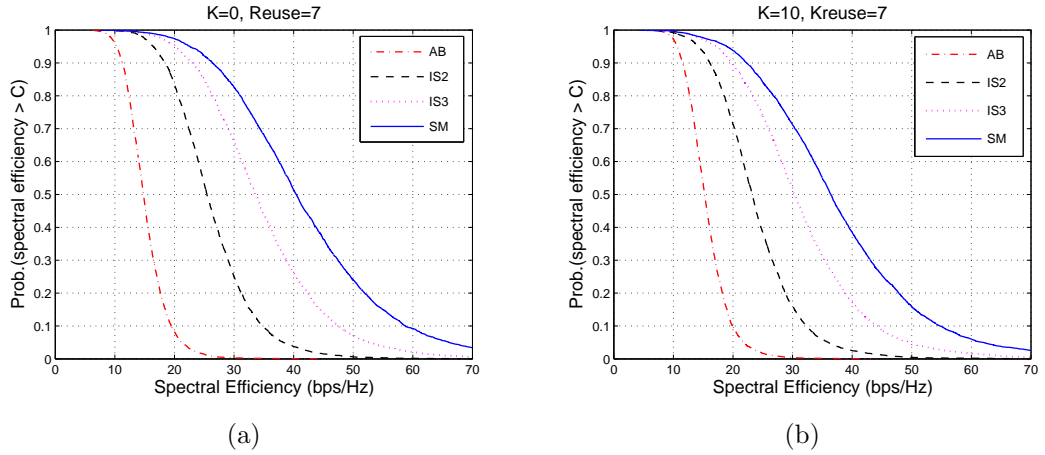 K=0, Reuse=7
1
0.9
0.8
0.7
0.6
0.5
0.4
0.3
0.2
0.1
0
Prob.(spectral efficiency > C)
AB
IS2
IS3
SM
0 10 20 30 40 50 60 70
Spectral Efficiency (bps/Hz)
(a)
K=10, Kreuse=7
1
0.9
0.8
0.7
0.6
0.5
0.4
0.3
0.2
0.1
0
Prob.(spectral efficiency > C)
AB
IS2
IS3
SM
0 10 20 30 40 50 60 70
Spectral Efficiency (bps/Hz)
(b)